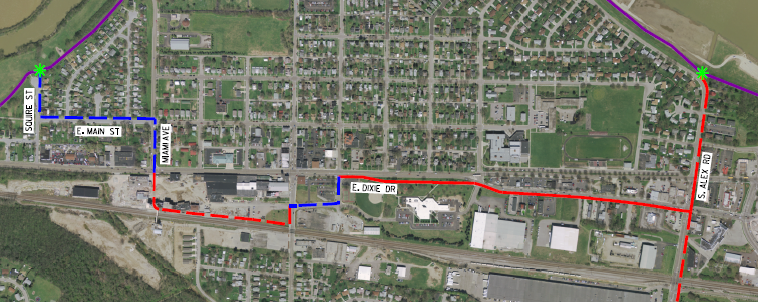 SQUIRE ST
E. MAIN ST
MIAMI AVE
E. DIXIE DR
S. ALEX RD